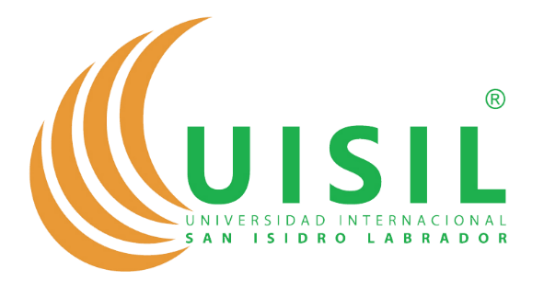 ®
UISIL
UNIVERSIDAD INTERNACIONAL
SAN ISIDRO LABRADOR